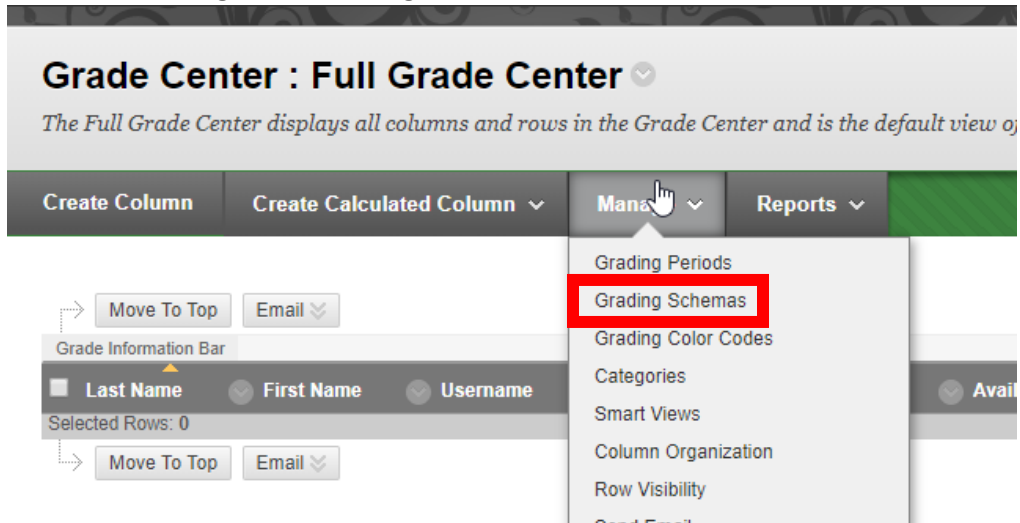 Grade Center : Full Grade Center
The Full Grade Center displays all columns and rows in the Grade Center and is the default view of
Create Column Create Calculated Column Reports
Grading Periods
Grading Schemas
Move To Top Email
Grading Color Codes
Grade Information Bar
Categories
Last Name First Name Username
Smart Views
Selected Rows: 0
Column Organization
Move To Top Email
Row Visibility
Send Email